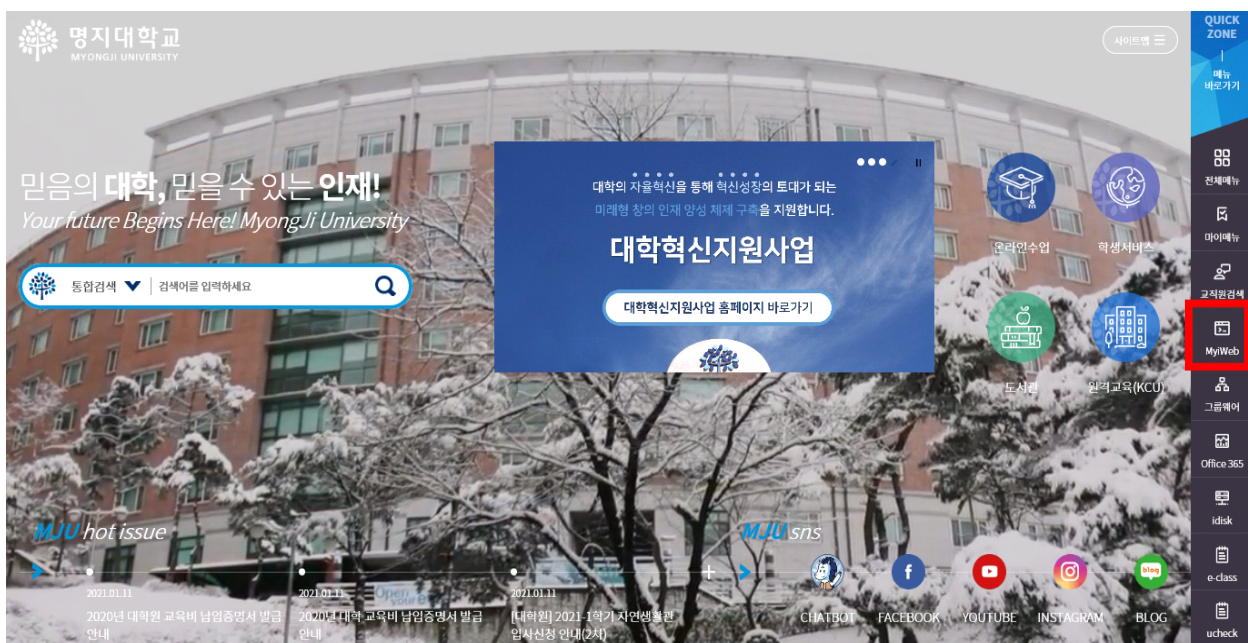 명지대학교
MYONGJI UNIVERSITY
사이트맵
믿음의 대학, 믿을 수 있는 인재!
Your future Begins Here! MyongJi University
통합검색
검색어를 입력하세요
대학의 자율혁신을 통해 혁신성장의 토대가 되는
미래형 창의 인재 양성 체제 구축을 지원합니다.
대학혁신지원사업
대학혁신지원사업 홈페이지 바로가기
온라인수업
학생서비스
도서관
원격교육(KCU)
MJU hot issue
2021.01.11
2020년 대학원 교육비 납입증명서 발급
안내
2021.01.11
2020년 대학 교육비 납입증명서 발급
안내
2021.01.11
[대학원] 2021-1학기 자연생활관
입사신청 안내(2차)
MJU sns
CHATBOT
FACEBOOK
YOUTUBE
INSTAGRAM
blog
BLOG
QUICK
ZONE
메뉴
바로가기
전체메뉴
마이메뉴
교직원검색
MyiWeb
그룹웨어
Office 365
idisk
e-class
ucheck